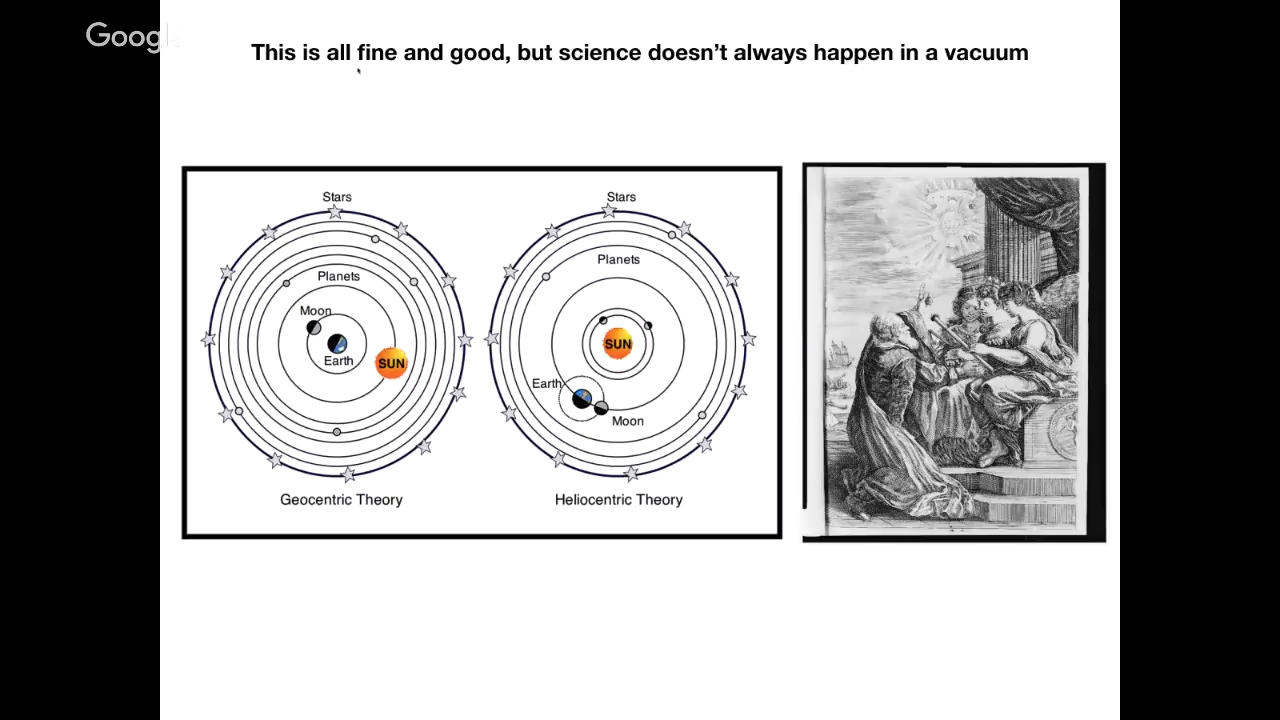 Google
This is all fine and good, but science doesn’t always happen in a vacuum
Stars
Planets
Moon
Earth
SUN
Geocentric Theory
Stars
Planets
SUN
Earth
Moon
Heliocentric Theory